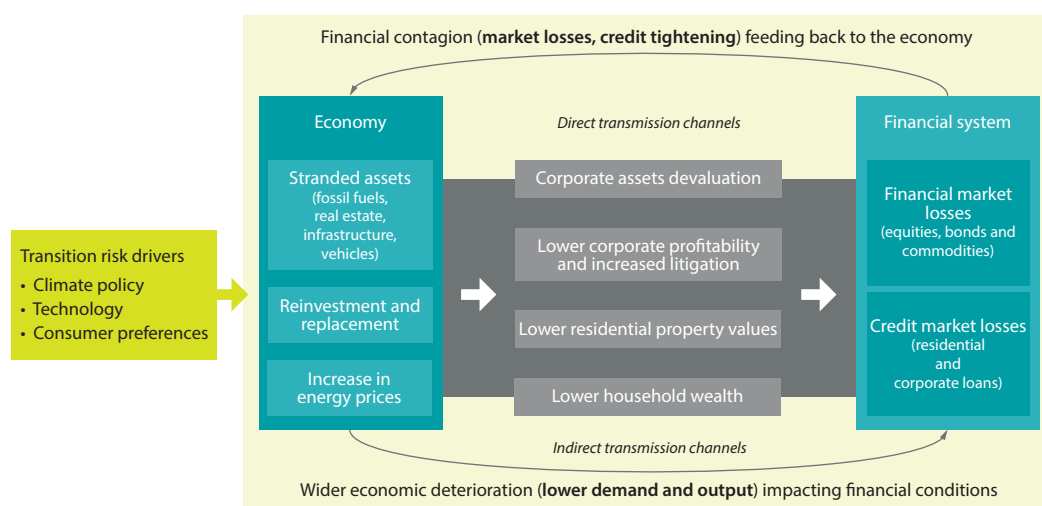 Financial contagion (market losses, credit tightening) feeding back to the economy
Economy
Direct transmission channels
Financial system
Stranded assets
(fossil fuels,
real estate,
infrastructure,
vehicles)
Corporate assets devaluation
Financial market
losses
(equities, bonds and
commodities)
Transition risk drivers
• Climate policy
• Technology
• Consumer preferences
Lower corporate profitability
and increased litigation
Reinvestment and
replacement
Lower residential property values
Credit market losses
(residential
and
corporate loans)
Increase in
energy prices
Lower household wealth
Indirect transmission channels
Wider economic deterioration (lower demand and output) impacting financial conditions